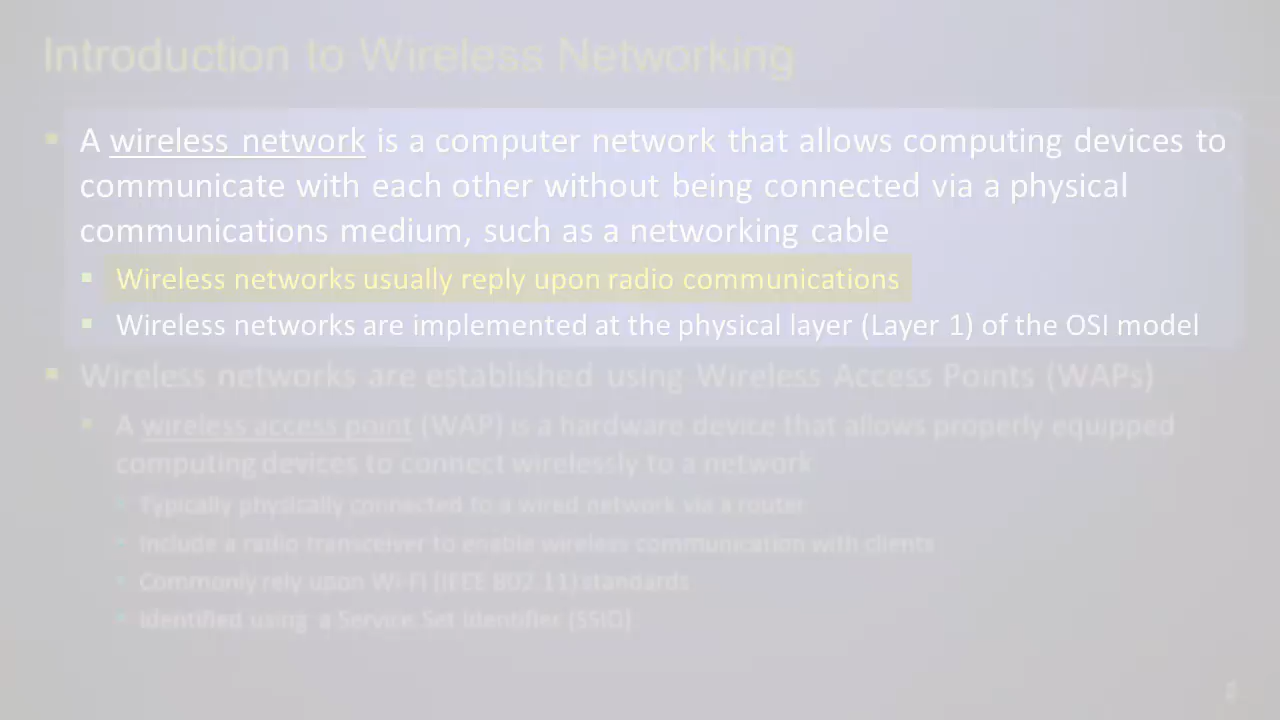 Introduction to Wireless Networking
A wireless network is a computer network that allows computing devices to
communicate with each other without being connected via a physical
communications medium, such as a networking cable
Wireless networks usually reply upon radio communications
Wireless networks are implemented at the physical layer (Layer 1) of the OSI model
Wireless networks are established using Wireless Access Points (WAPs)
A wireless access point (WAP) is a hardware device that allows properly equipped
computing devices to connect wirelessly to a network
Typically physically connected to a wired network via a router
Include a radio transceiver to enable wireless communication with clients
Commonly rely upon Wi-Fi (IEEE 802.11) standards
Identified using a Service Set Identifier (SSID)